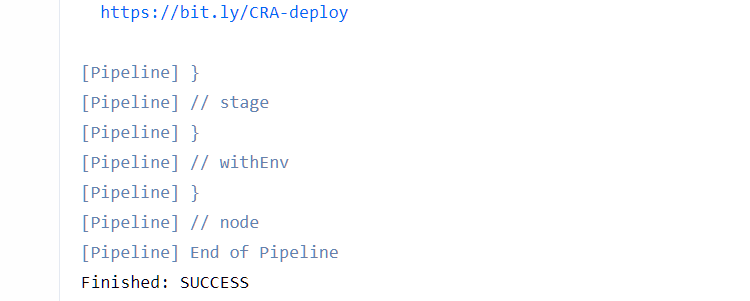 https://bit.ly/CRA-deploy
[Pipeline] }
[Pipeline] // stage
[Pipeline] }
[Pipeline] // withEnv
[Pipeline] }
[Pipeline] // node
[Pipeline] End of Pipeline
Finished: SUCCESS